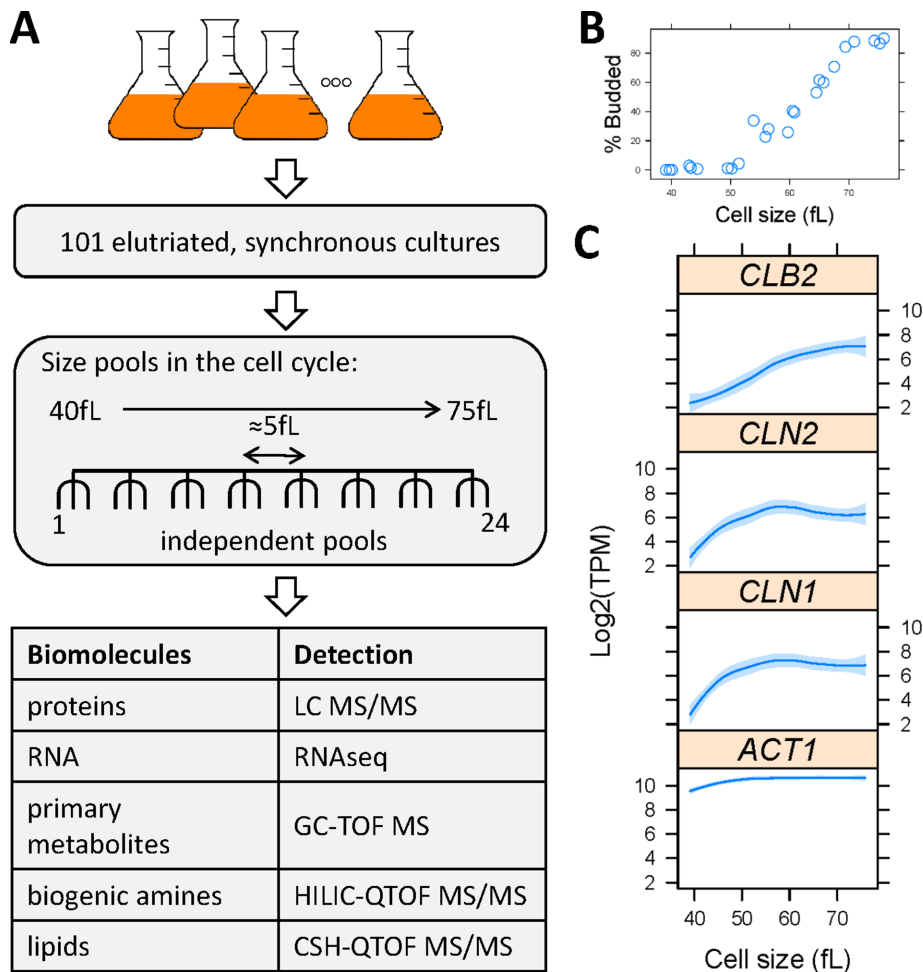 A
101 elutriated, synchronous cultures
Size pools in the cell cycle:
40fL
75fL
≈5fL
1
24
independent pools
Biomolecules Detection
proteins LC MS/MS
RNA RNAseq
primary
metabolites
GC-TOF MS
biogenic amines HILIC-QTOF MS/MS
lipids CSH-QTOF MS/MS
B
% Budded
80
60
40
20
0
40 50 60 70
Cell size (fL)
C
Log2(TPM)
CLB2
10
8
6
4
2
CLN2
10
8
6
4
2
CLN1
10
8
6
4
2
ACT1
10
8
6
4
2
40 50 60 70
Cell size (fL)